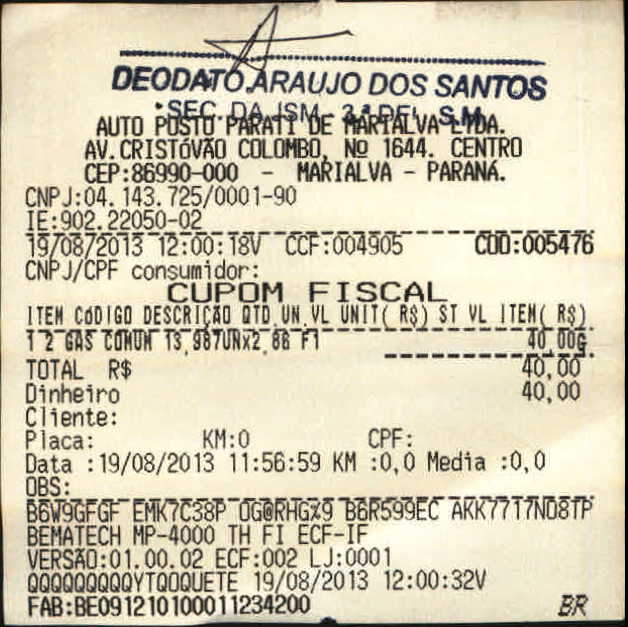 DEODATO ARAUJO DOS SANTOS
SEC. DA JSM - 3ª DEL S.M.
AUTO POSTO PARATI DE MARIALVA LTDA.
AV. CRISTÓVÃO COLOMBO, Nº 1644. CENTRO
CEP:86990-000 - MARIALVA - PARANÁ.
CNPJ:04.143.725/0001-90
IE:902.22050-02
19/08/2013 12:00:18V CCF:004905 COO:005476
CNPJ/CPF consumidor:
CUPOM FISCAL
ITEM CÓDIGO DESCRIÇÃO QTD.UN.VL UNIT( R$) ST VL ITEM( R$)
1 2 GAS COMUM 13,987UNx2,86 F1 40,00G
TOTAL R$ 40,00
Dinheiro 40,00
Cliente:
Placa: KM:0 CPF:
Data :19/08/2013 11:56:59 KM :0,0 Media :0,0
OBS:
B6W9GFGF EMK7C38P OG@RHG%9 B6R599EC AKK7717ND8TP
BEMATECH MP-4000 TH FI ECF-IF
VERSÃO:01.00.02 ECF:002 LJ:0001
QQQQQQQQQYTQOQUETE 19/08/2013 12:00:32V
FAB:BE091210100011234200 BR